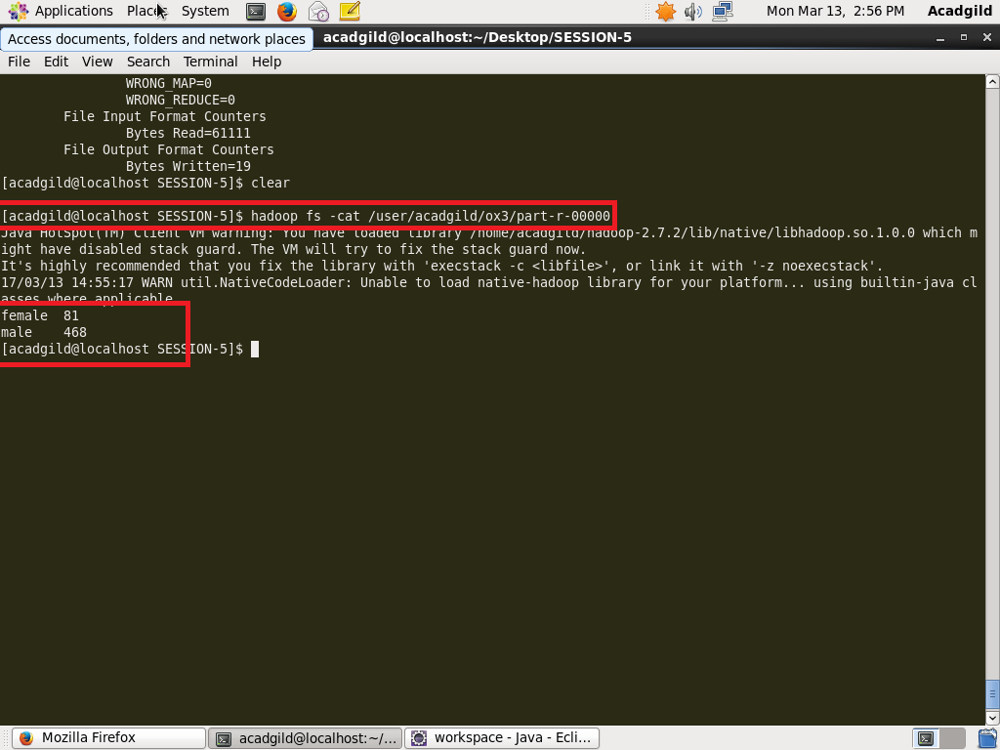 Applications Places System Mon Mar 13, 2:56 PM Acadgild
Access documents, folders and network places
acadgild@localhost:~/Desktop/SESSION-5
File Edit View Search Terminal Help
WRONG_MAP=0
WRONG_REDUCE=0
File Input Format Counters
Bytes Read=61111
File Output Format Counters
Bytes Written=19
[acadgild@localhost SESSION-5]$ clear
[acadgild@localhost SESSION-5]$ hadoop fs -cat /user/acadgild/ox3/part-r-00000
Java HotSpot(TM) Client VM warning: You have loaded library /home/acadgild/hadoop-2.7.2/lib/native/libhadoop.so.1.0.0 which m
ight have disabled stack guard. The VM will try to fix the stack guard now.
It's highly recommended that you fix the library with 'execstack -c <libfile>', or link it with '-z noexecstack'.
17/03/13 14:55:17 WARN util.NativeCodeLoader: Unable to load native-hadoop library for your platform... using builtin-java cl
asses where applicable
female 81
male 468
[acadgild@localhost SESSION-5]$
Mozilla Firefox
acadgild@localhost:~/...
workspace - Java - Ecli...